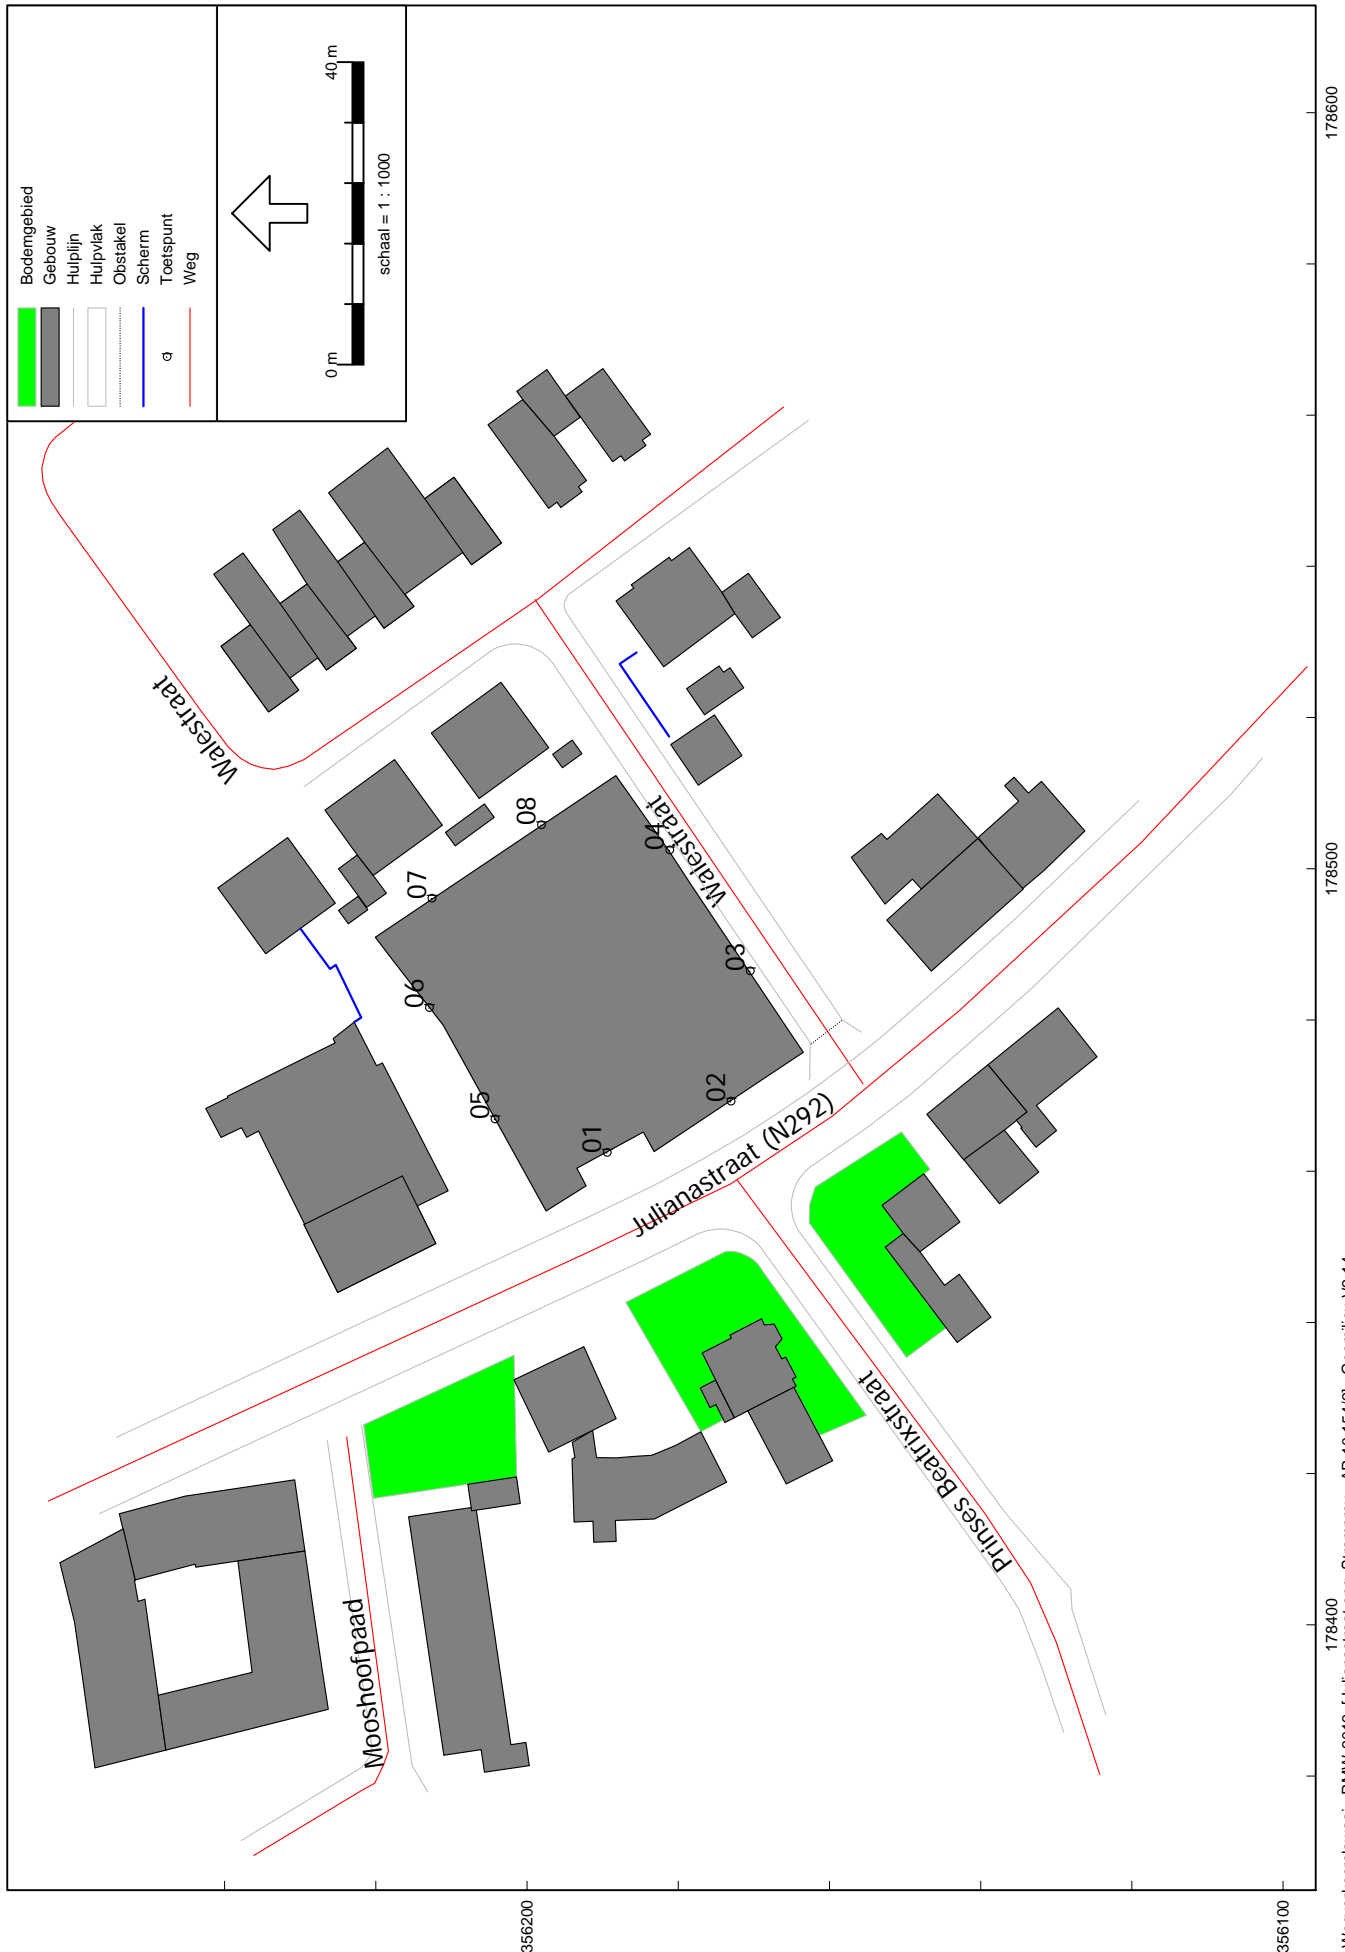 Bodemgebied
Gebouw
Hulplijn
Hulpvlak
Obstakel
Scherm
Toetspunt
Weg
0 m
40 m
schaal = 1 : 1000
Walestraat
Walestraat
Julianastraat (N292)
Prinses Beatrixstraat
Mooshoofpaad
01
02
03
04
05
06
07
08
178400
178500
178600
356200
356100